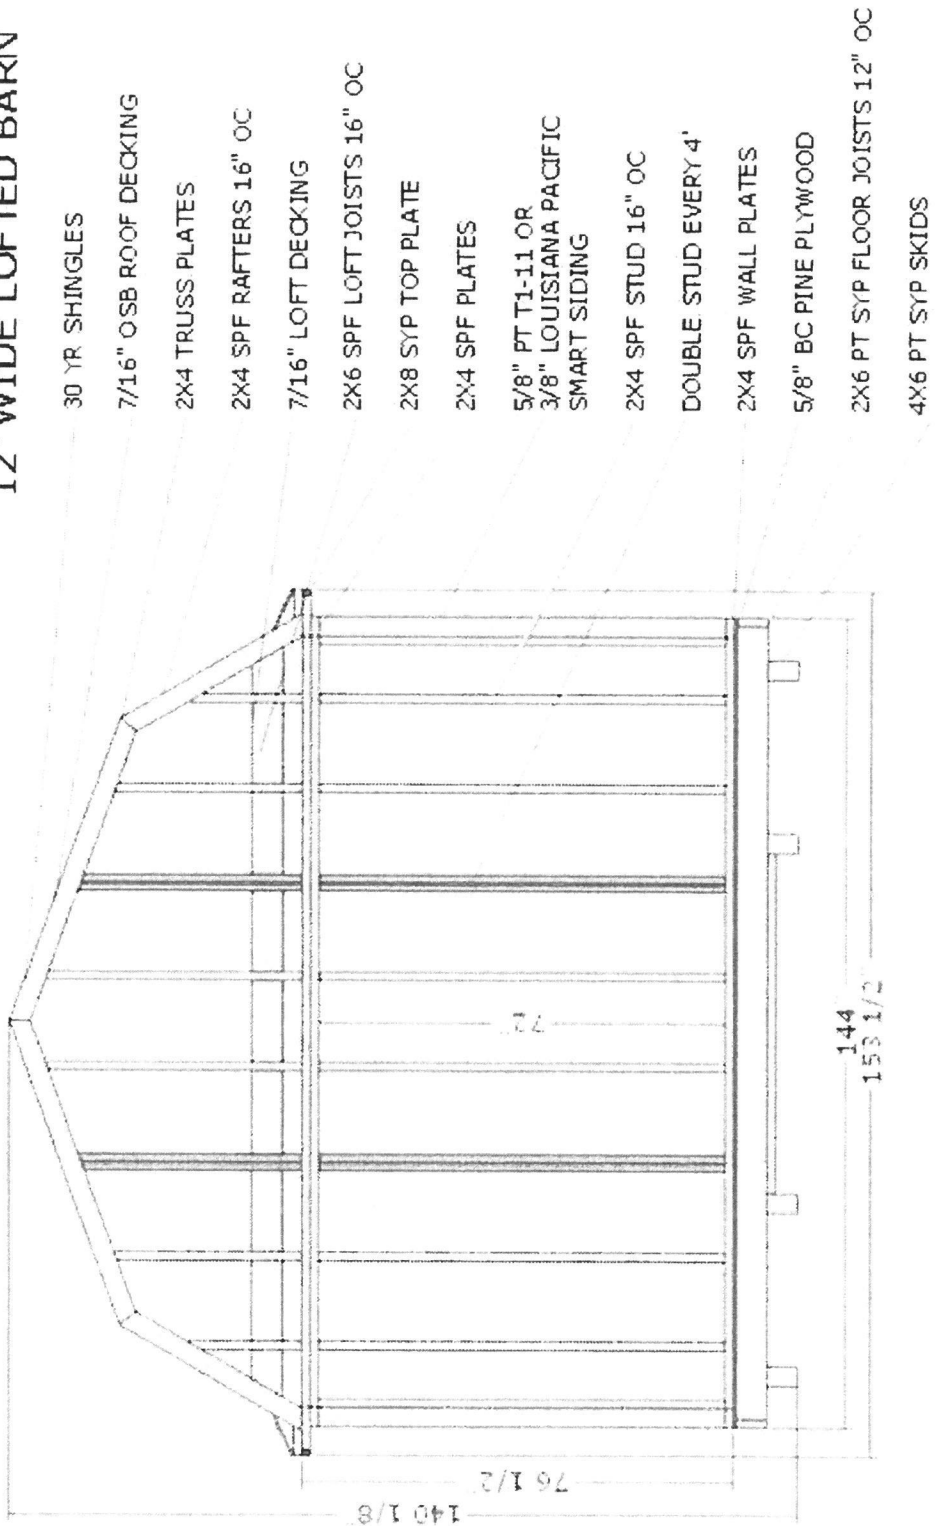 12' WIDE LOFTED BARN
30 YR SHINGLES
7/16" OSB ROOF DECKING
2X4 TRUSS PLATES
2X4 SPF RAFTERS 16" OC
7/16" LOFT DECKING
2X6 SPF LOFT JOISTS 16" OC
2X8 SYP TOP PLATE
2X4 SPF PLATES
5/8" PT T1-11 OR
3/8" LOUISIANA PACIFIC
SMART SIDING
2X4 SPF STUD 16" OC
DOUBLE STUD EVERY 4'
2X4 SPF WALL PLATES
5/8" BC PINE PLYWOOD
2X6 PT SYP FLOOR JOISTS 12" OC
4X6 PT SYP SKIDS
72"
76 1/2"
140 1/8"
144
153 1/2